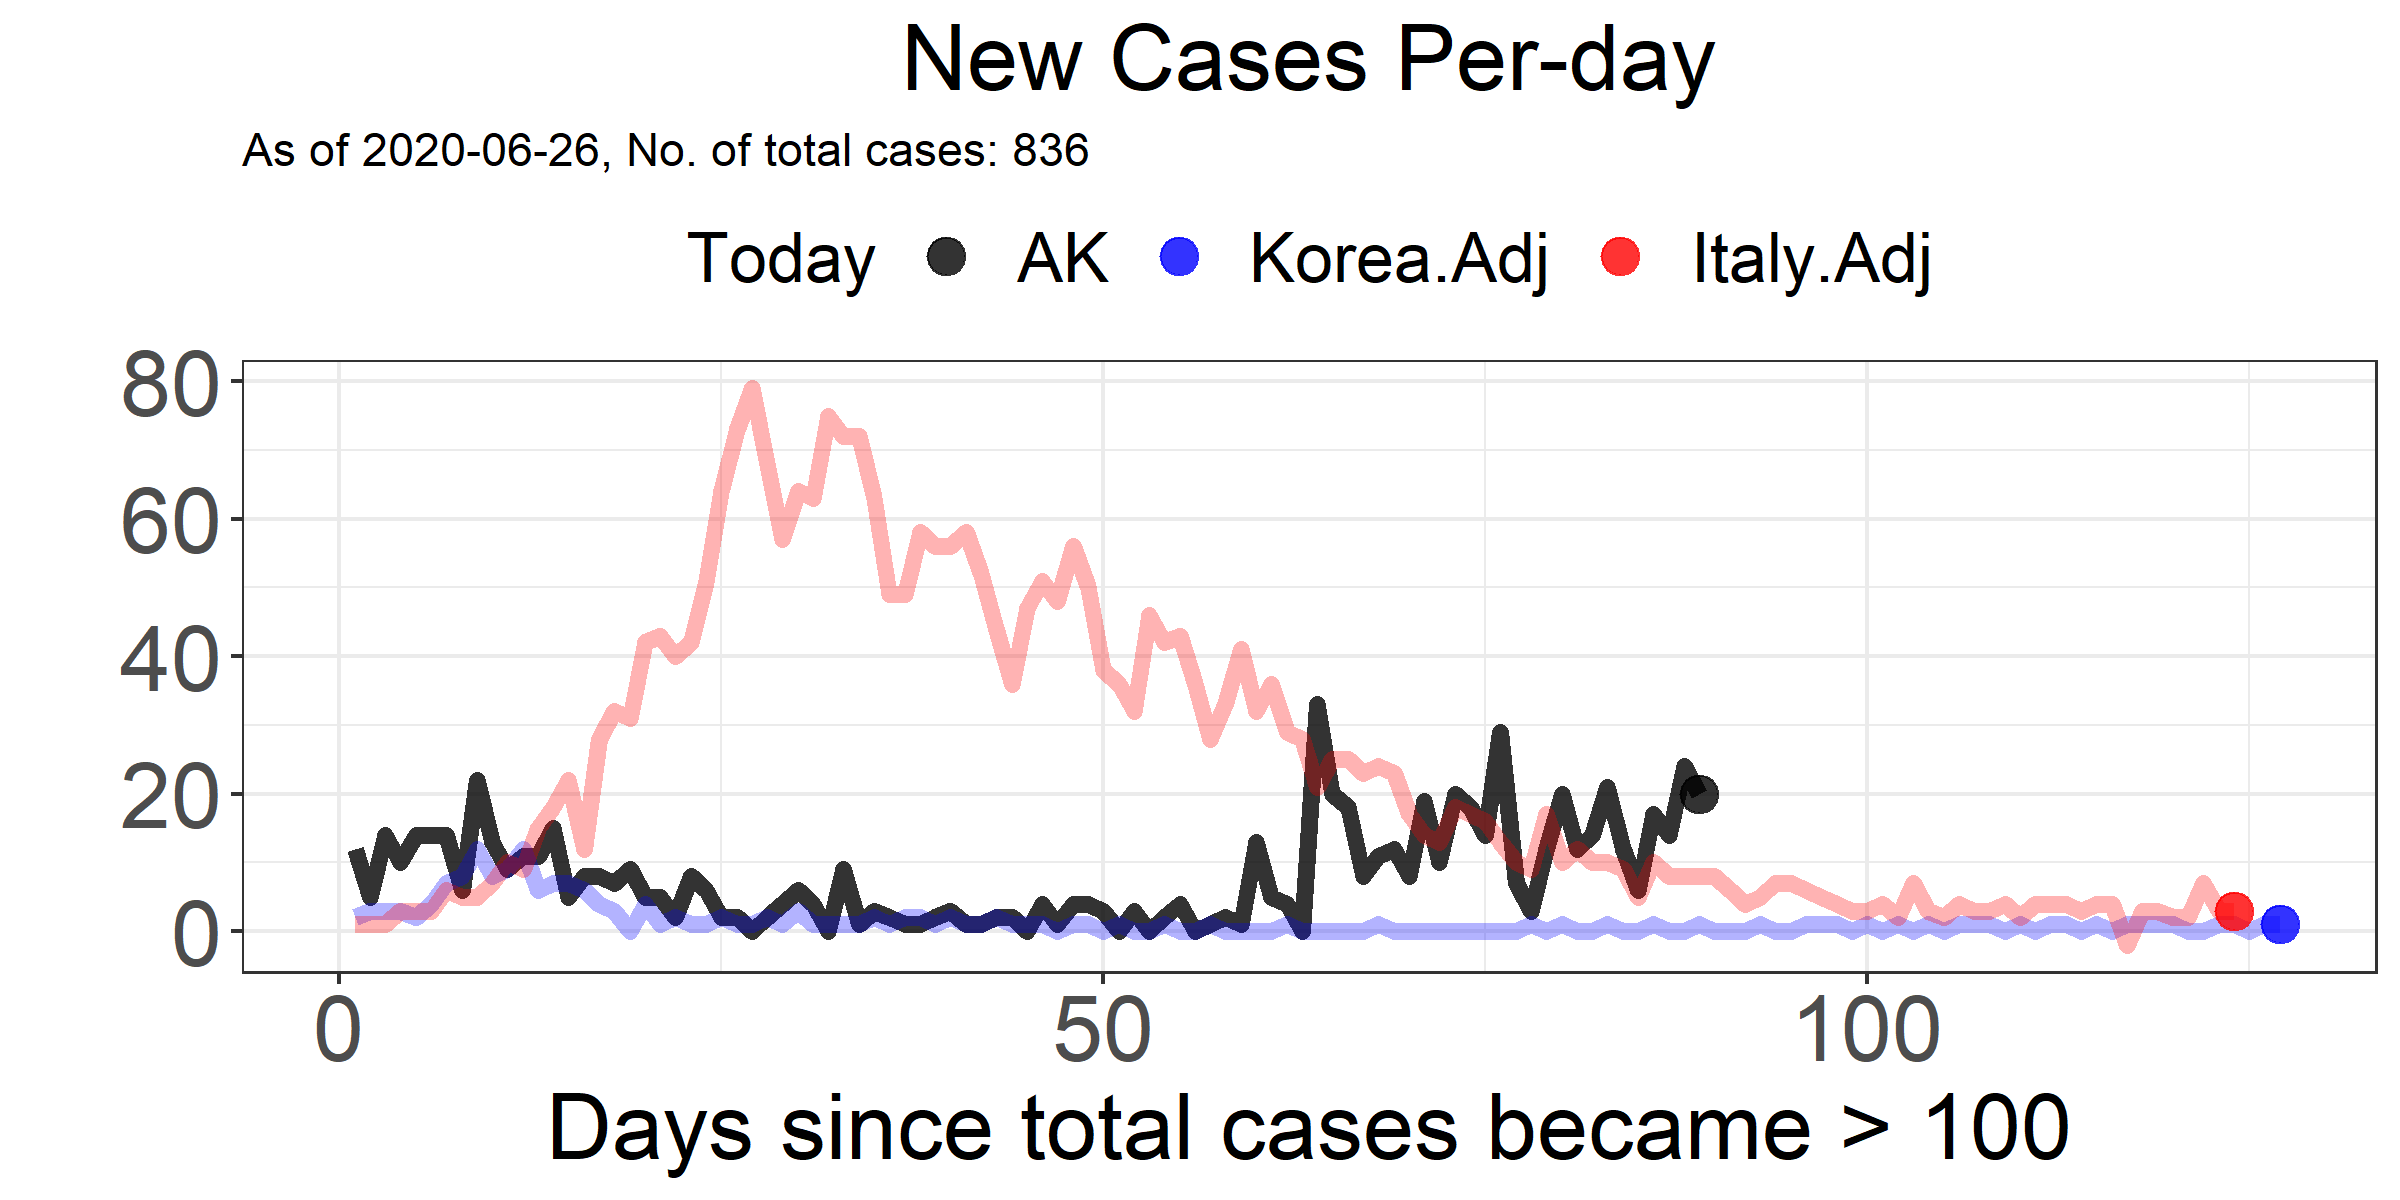 New Cases Per-day
As of 2020-06-26, No. of total cases: 836
Today AK Korea.Adj Italy.Adj
80
60
40
20
0
0 50 100
Days since total cases became > 100